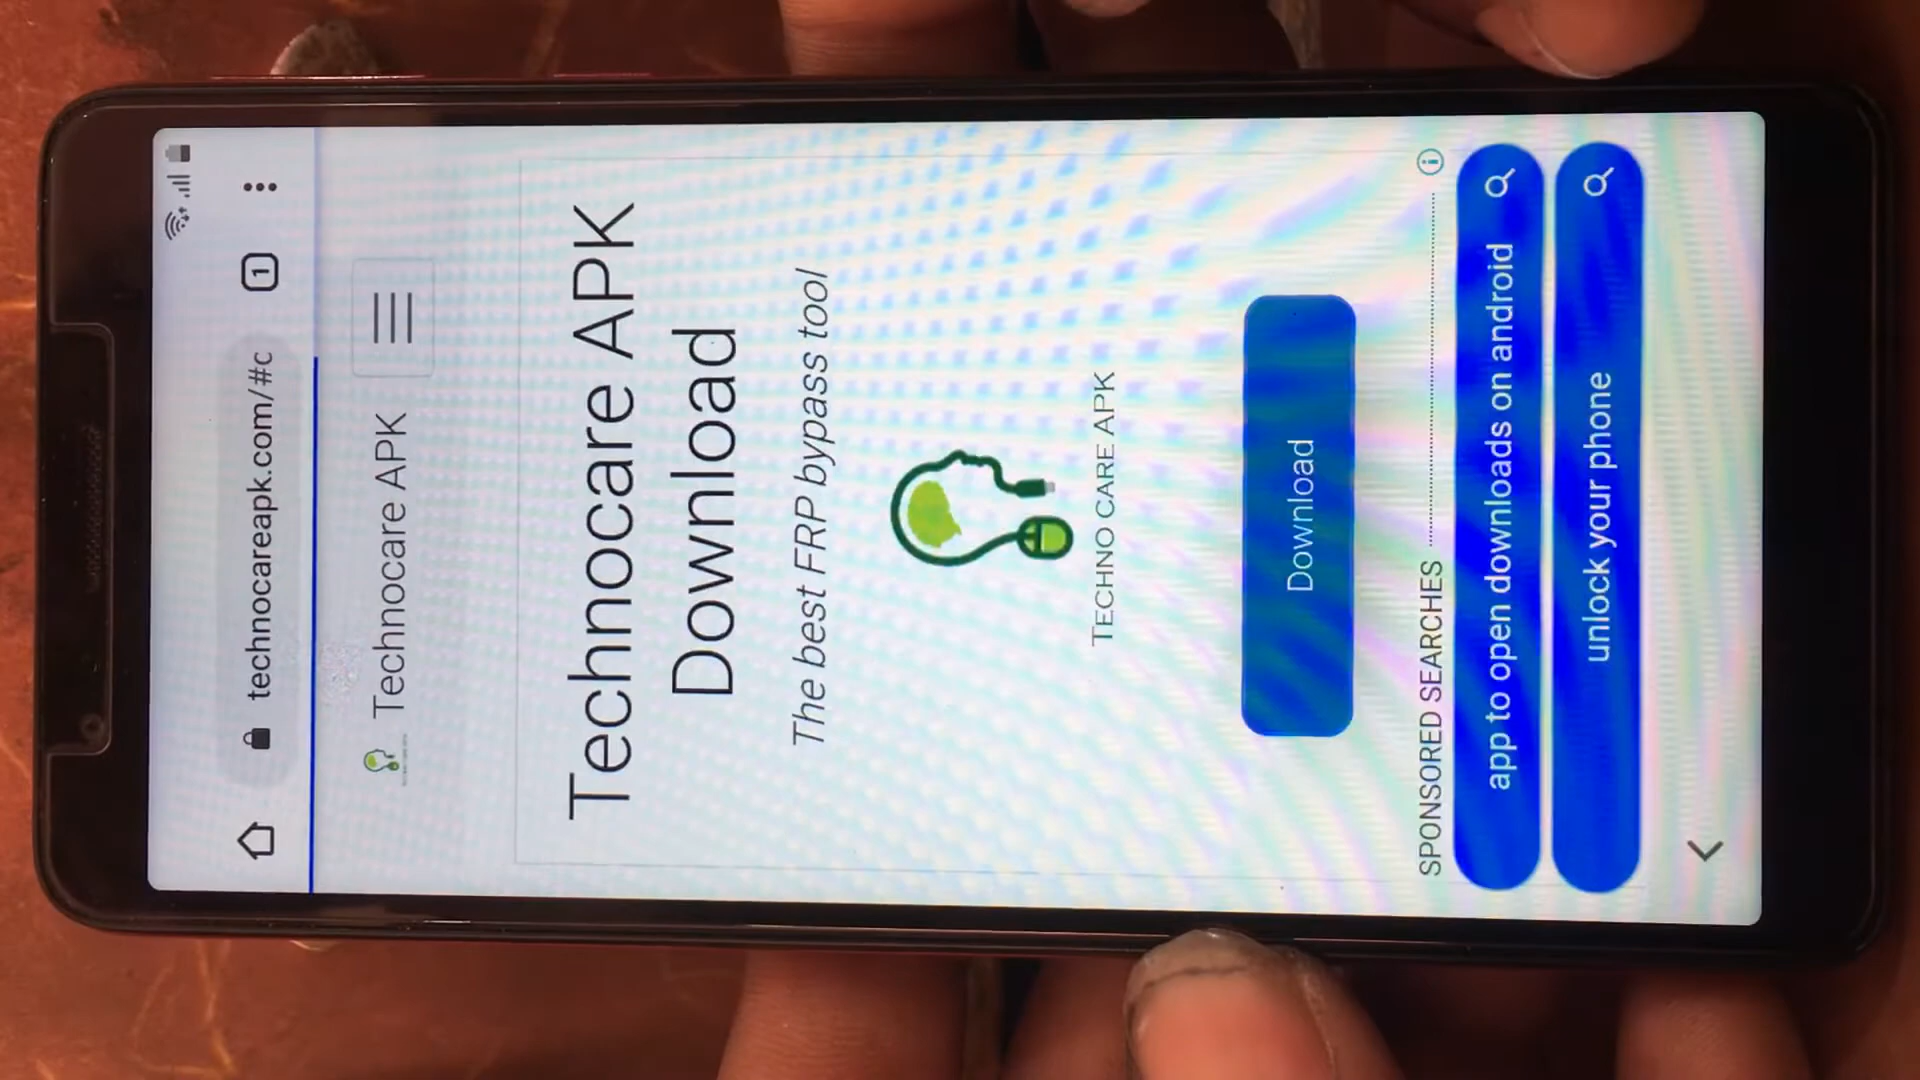 1
technocareapk.com/#c
Technocare APK
Technocare APK
Download
The best FRP bypass tool
TECHNO CARE APK
Download
SPONSORED SEARCHES
app to open downloads on android
unlock your phone